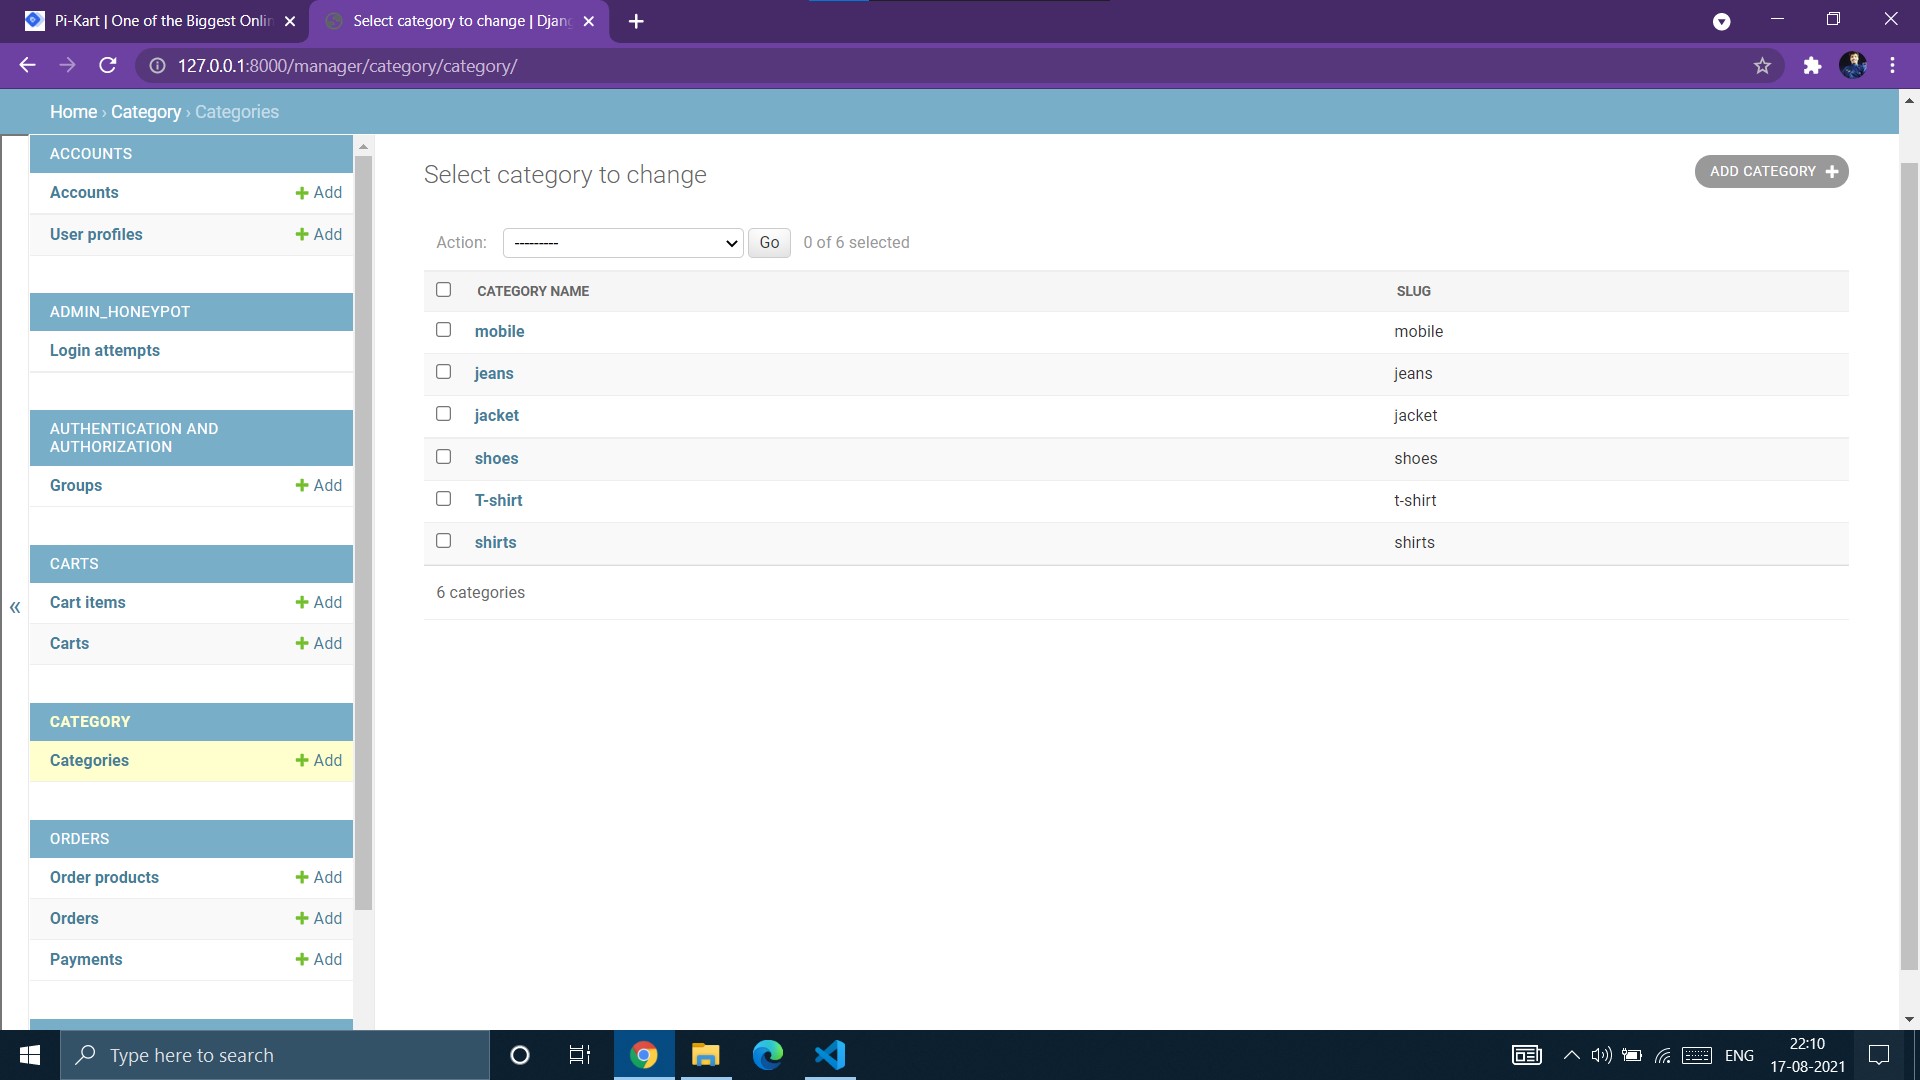 Pi-Kart | One of the Biggest Onlin
Select category to change | Djang
127.0.0.1:8000/manager/category/category/
Home › Category › Categories
ACCOUNTS
Accounts + Add
User profiles + Add
ADMIN_HONEYPOT
Login attempts
AUTHENTICATION AND
AUTHORIZATION
Groups + Add
CARTS
Cart items + Add
Carts + Add
CATEGORY
Categories + Add
ORDERS
Order products + Add
Orders + Add
Payments + Add
«
Select category to change
ADD CATEGORY +
Action: --------- Go 0 of 6 selected
CATEGORY NAME SLUG
mobile mobile
jeans jeans
jacket jacket
shoes shoes
T-shirt t-shirt
shirts shirts
6 categories
Type here to search
ENG
22:10
17-08-2021